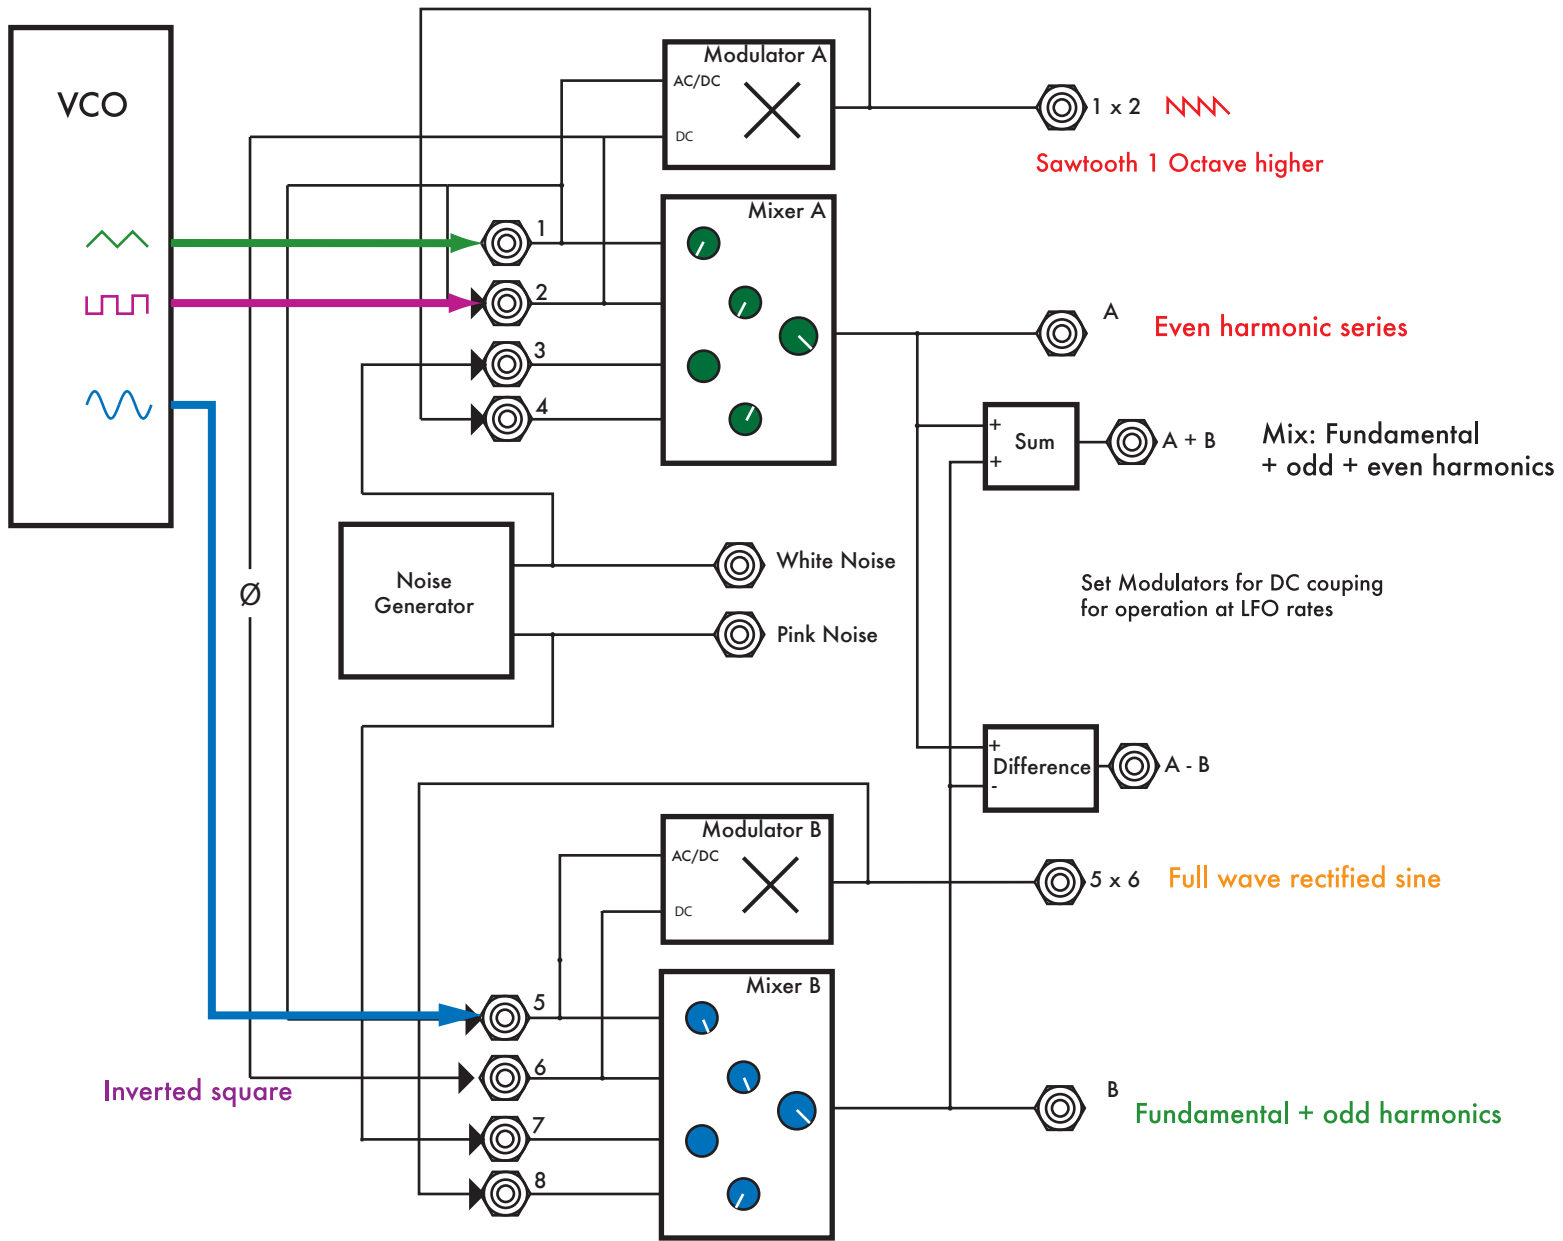 VCO
Modulator A
AC/DC
DC
1 x 2
Sawtooth 1 Octave higher
Mixer A
1
2
3
4
A
Even harmonic series
+
+
Sum
A + B
Mix: Fundamental
+ odd + even harmonics
Noise
Generator
White Noise
Pink Noise
Ø
Set Modulators for DC couping
for operation at LFO rates
+
Difference
-
A - B
Modulator B
AC/DC
DC
5 x 6
Full wave rectified sine
Mixer B
5
6
7
8
Inverted square
B
Fundamental + odd harmonics